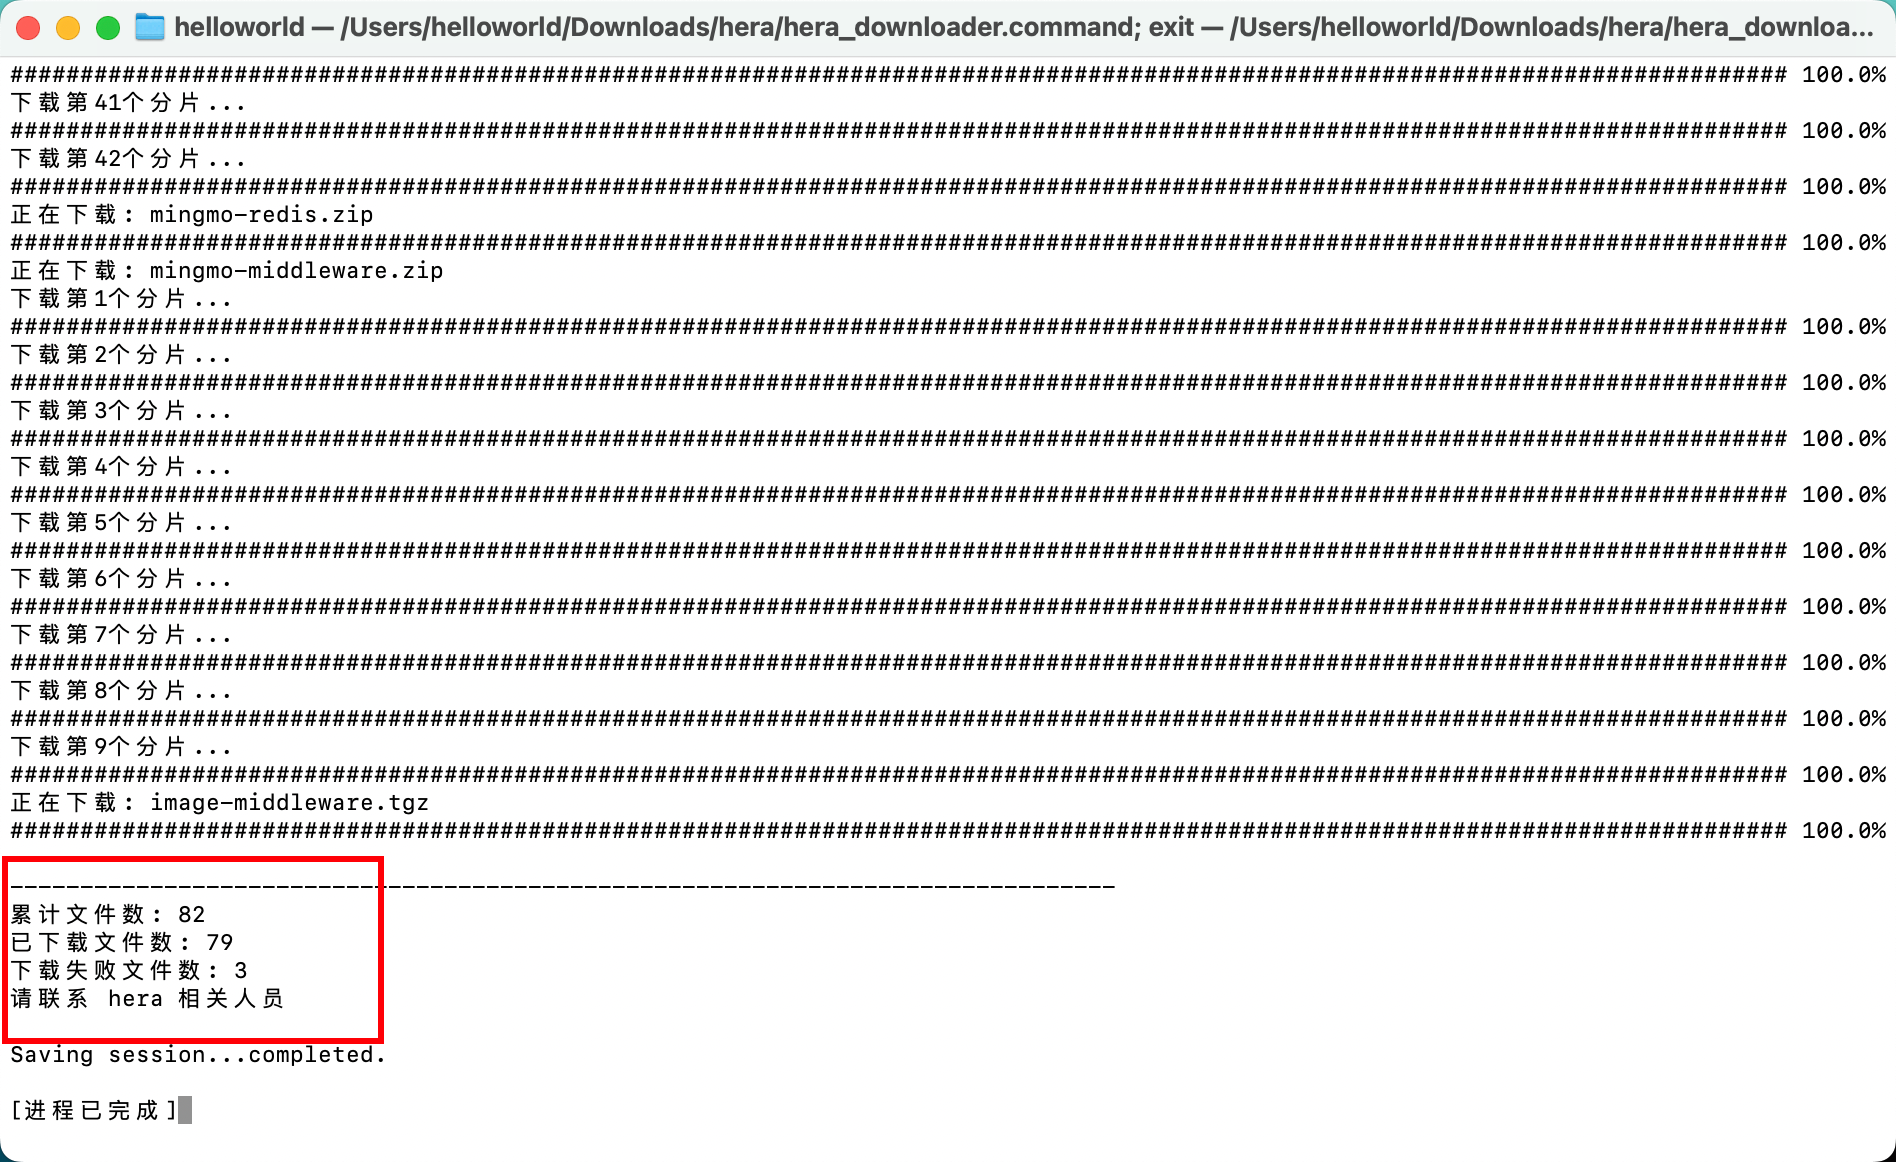 helloworld — /Users/helloworld/Downloads/hera/hera_downloader.command; exit — /Users/helloworld/Downloads/hera/hera_downloa...
############################################################################################################################### 100.0%
下载第41个分片...
############################################################################################################################### 100.0%
下载第42个分片...
############################################################################################################################### 100.0%
正在下载: mingmo-redis.zip
############################################################################################################################### 100.0%
正在下载: mingmo-middleware.zip
下载第1个分片...
############################################################################################################################### 100.0%
下载第2个分片...
############################################################################################################################### 100.0%
下载第3个分片...
############################################################################################################################### 100.0%
下载第4个分片...
############################################################################################################################### 100.0%
下载第5个分片...
############################################################################################################################### 100.0%
下载第6个分片...
############################################################################################################################### 100.0%
下载第7个分片...
############################################################################################################################### 100.0%
下载第8个分片...
############################################################################################################################### 100.0%
下载第9个分片...
############################################################################################################################### 100.0%
正在下载: image-middleware.tgz
############################################################################################################################### 100.0%
-------------------------------------------------------------------------------
累计文件数: 82
已下载文件数: 79
下载失败文件数: 3
请联系 hera 相关人员
Saving session...completed.
[进程已完成]